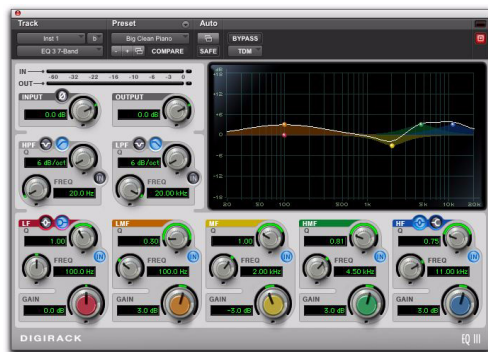 Track Preset Auto
Inst 1 b Big Clean Piano BYPASS
EQ 3 7-Band - + COMPARE SAFE TDM
IN -60 -32 -22 -16 -10 -6 -3 0
OUT
INPUT Ø OUTPUT
0.0 dB 0.0 dB
HPF LPF
Q Q
6 dB/oct 6 dB/oct
IN IN
FREQ FREQ
20.0 Hz 20.00 kHz
+18
+12
+6
0
-6
-12
-18
20 50 100 200 500 1k 2k 5k 10k 20k
LF LMF MF HMF HF
Q Q Q Q Q
1.00 0.30 1.00 0.81 0.75
IN IN IN IN IN
FREQ FREQ FREQ FREQ FREQ
100.0 Hz 100.0 Hz 2.00 kHz 4.50 kHz 11.00 kHz
GAIN GAIN GAIN GAIN GAIN
0.0 dB 3.0 dB -3.0 dB 3.0 dB 3.0 dB
DIGIRACK EQ III